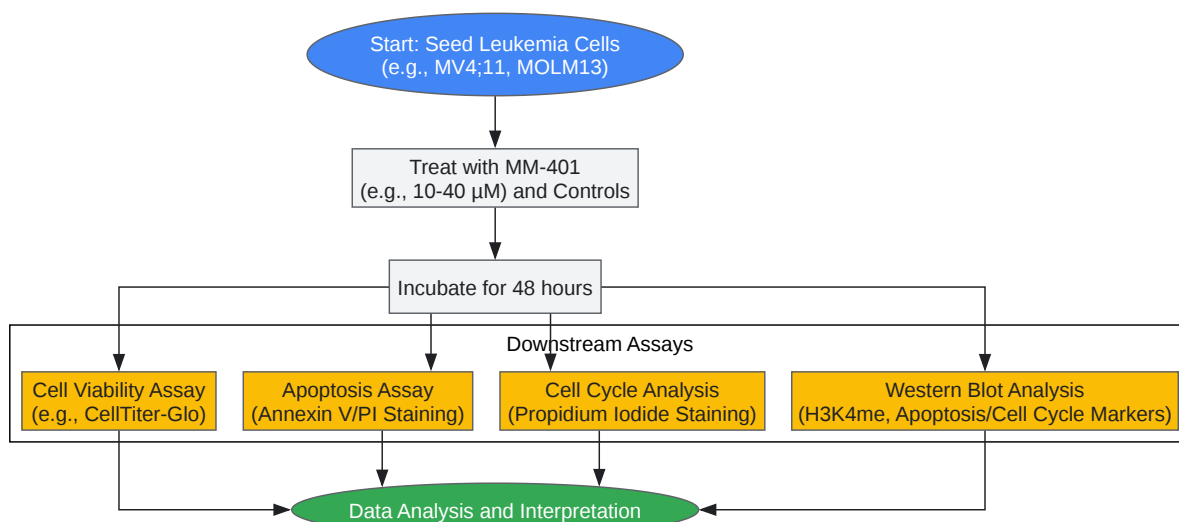 Start: Seed Leukemia Cells
(e.g., MV4;11, MOLM13)
Treat with MM-401
(e.g., 10-40 µM) and Controls
Incubate for 48 hours
Downstream Assays
Cell Viability Assay
(e.g., CellTiter-Glo)
Apoptosis Assay
(Annexin V/PI Staining)
Cell Cycle Analysis
(Propidium Iodide Staining)
Western Blot Analysis
(H3K4me, Apoptosis/Cell Cycle Markers)
Data Analysis and Interpretation